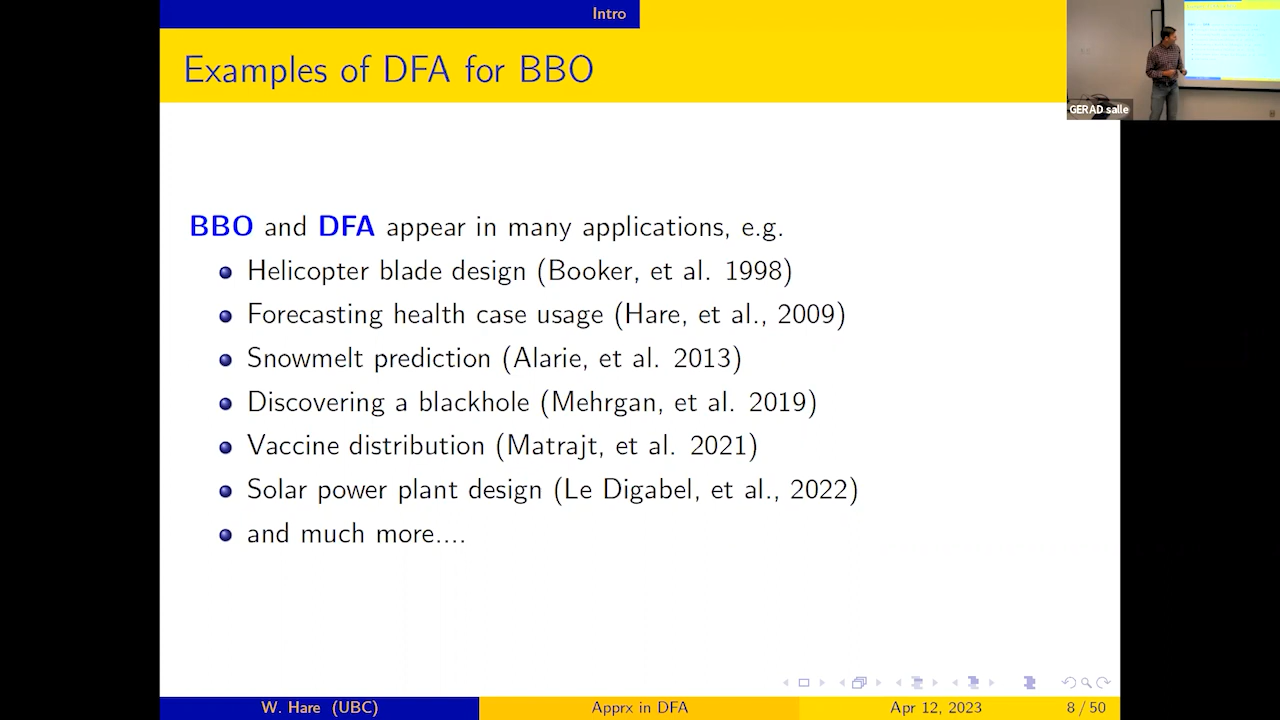 Intro
Examples of DFA for BBO
GERAD salle
BBO and DFA appear in many applications, e.g.
Helicopter blade design (Booker, et al. 1998)
Forecasting health case usage (Hare, et al., 2009)
Snowmelt prediction (Alarie, et al. 2013)
Discovering a blackhole (Mehrgan, et al. 2019)
Vaccine distribution (Matrajt, et al. 2021)
Solar power plant design (Le Digabel, et al., 2022)
and much more....
W. Hare (UBC)
Apprx in DFA
Apr 12, 2023
8 / 50